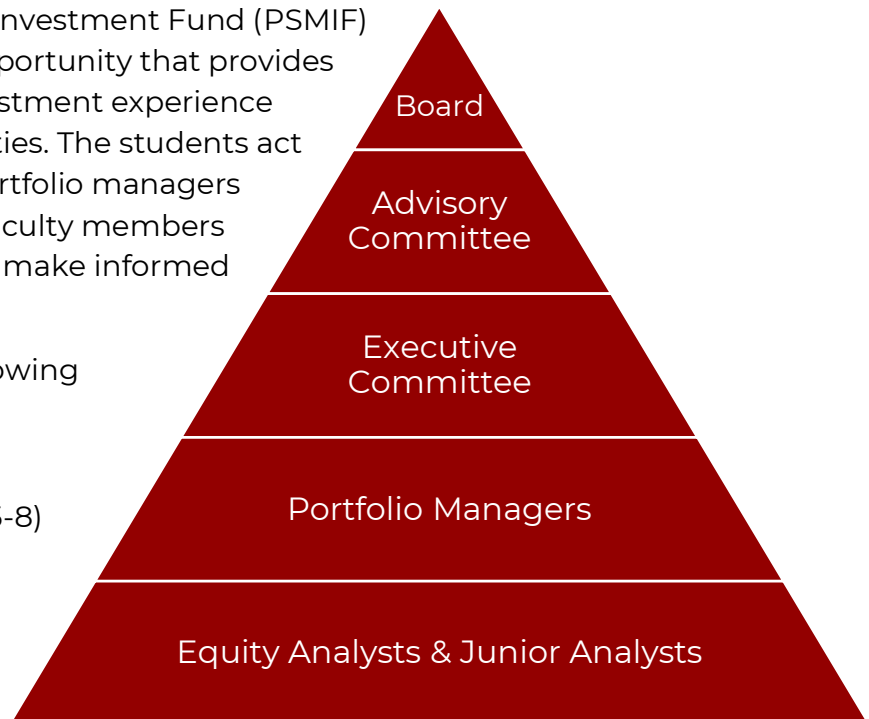 nvestment Fund (PSMIF)
portunity that provides
stment experience
ties. The students act
rtfolio managers
culty members
make informed
owing
-8)
Board
Advisory
Committee
Executive
Committee
Portfolio Managers
Equity Analysts & Junior Analysts